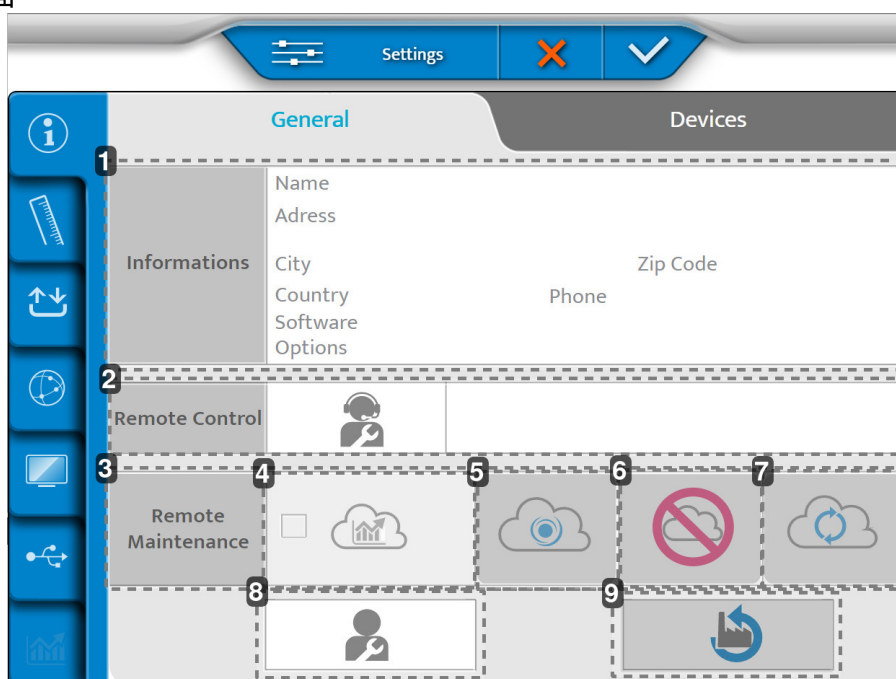 Settings
General
Devices
1
Informations
Name
Adress
City
Zip Code
Country
Phone
Software
Options
2
Remote Control
3
4
5
6
7
Remote
Maintenance
8
9